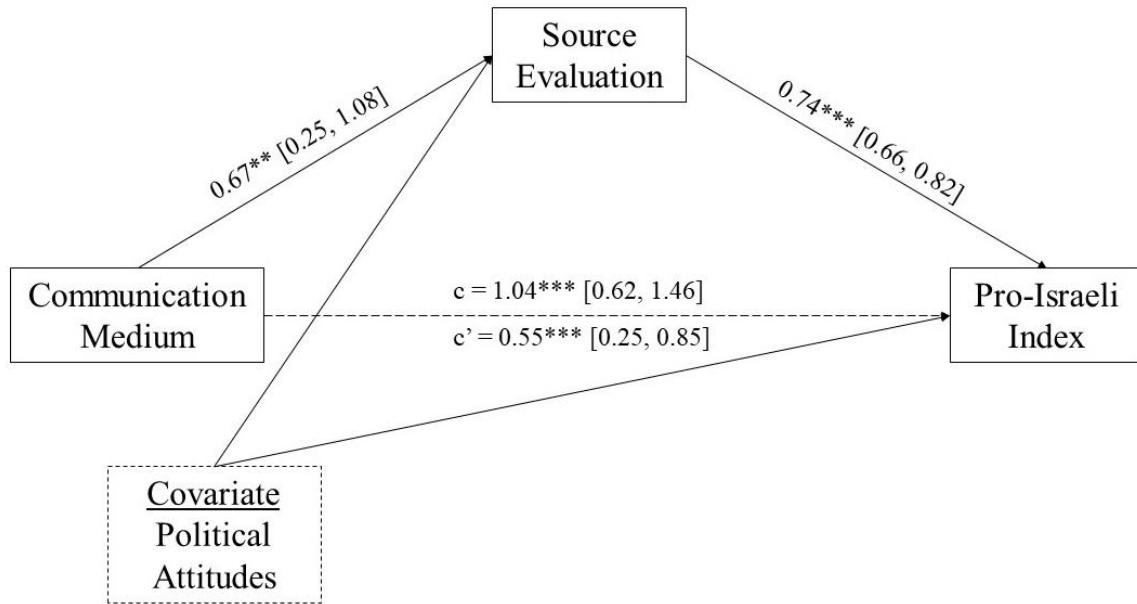 Source
Evaluation
0.67** [0.25, 1.08]
0.74*** [0.66, 0.82]
Communication
Medium
c = 1.04*** [0.62, 1.46]
c’ = 0.55*** [0.25, 0.85]
Pro-Israeli
Index
Covariate
Political
Attitudes